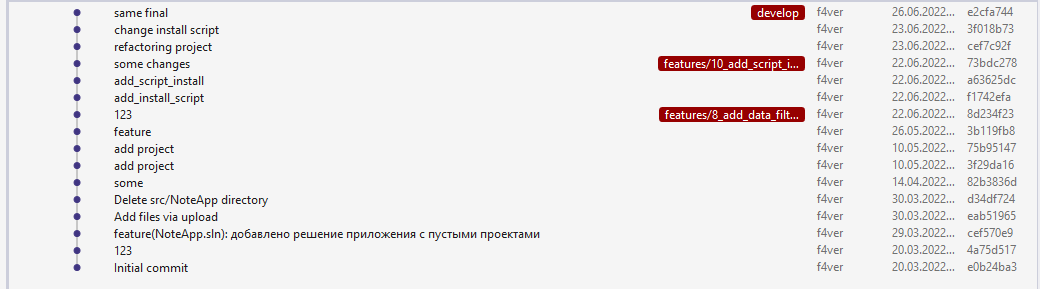 same final develop f4ver 26.06.2022... e2cfa744
change install script f4ver 23.06.2022... 3f018b73
refactoring project f4ver 23.06.2022... cef7c92f
some changes features/10_add_script_i... f4ver 22.06.2022... 73bdc278
add_script_install f4ver 22.06.2022... a63625dc
add_install_script f4ver 22.06.2022... f1742efa
123 features/8_add_data_filt... f4ver 22.06.2022... 8d234f23
feature f4ver 26.05.2022... 3b119fb8
add project f4ver 10.05.2022... 75b95147
add project f4ver 10.05.2022... 3f29da16
some f4ver 14.04.2022... 82b3836d
Delete src/NoteApp directory f4ver 30.03.2022... d34df724
Add files via upload f4ver 30.03.2022... eab51965
feature(NoteApp.sln): добавлено решение приложения с пустыми проектами f4ver 29.03.2022... cef570e9
123 f4ver 20.03.2022... 4a75d517
Initial commit f4ver 20.03.2022... e0b24ba3